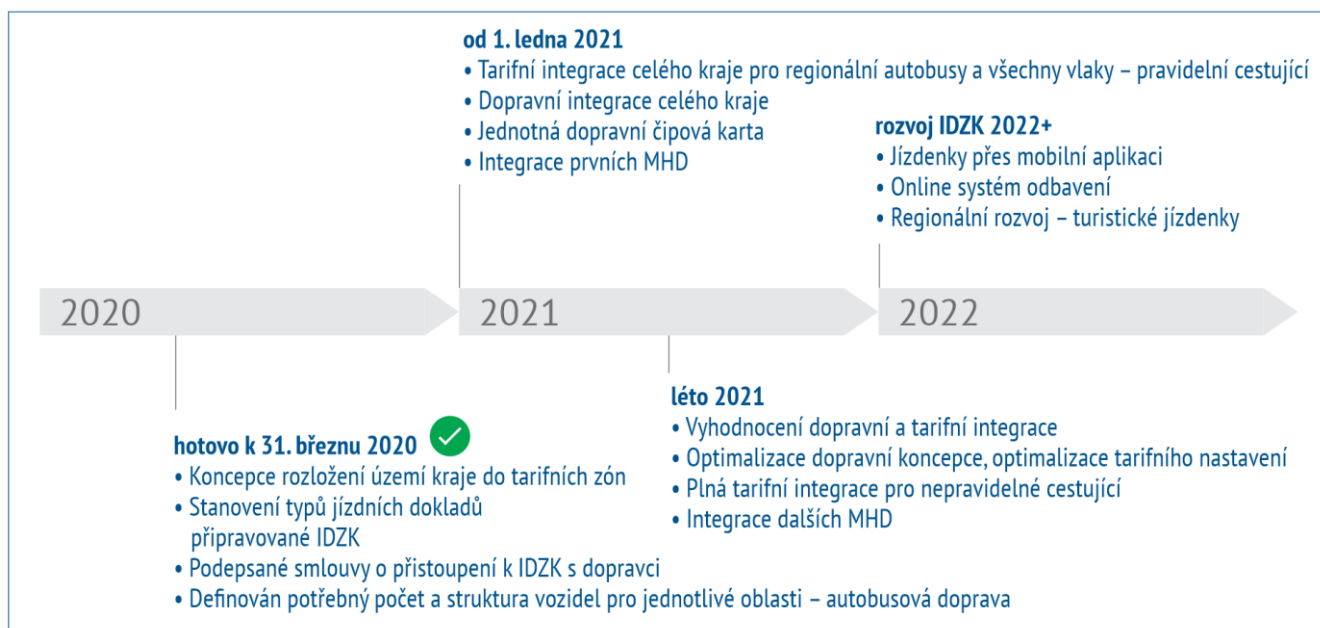 od 1. ledna 2021
• Tarifní integrace celého kraje pro regionální autobusy a všechny vlaky – pravidelní cestující
• Dopravní integrace celého kraje
• Jednotná dopravní čipová karta
• Integrace prvních MHD
rozvoj IDZK 2022+
• Jízdenky přes mobilní aplikaci
• Online systém odbavení
• Regionální rozvoj – turistické jízdenky
2020
2021
2022
hotovo k 31. březnu 2020
• Koncepce rozložení území kraje do tarifních zón
• Stanovení typů jízdních dokladů
připravované IDZK
• Podepsané smlouvy o přistoupení k IDZK s dopravci
• Definován potřebný počet a struktura vozidel pro jednotlivé oblasti – autobusová doprava
léto 2021
• Vyhodnocení dopravní a tarifní integrace
• Optimalizace dopravní koncepce, optimalizace tarifního nastavení
• Plná tarifní integrace pro nepravidelné cestující
• Integrace dalších MHD